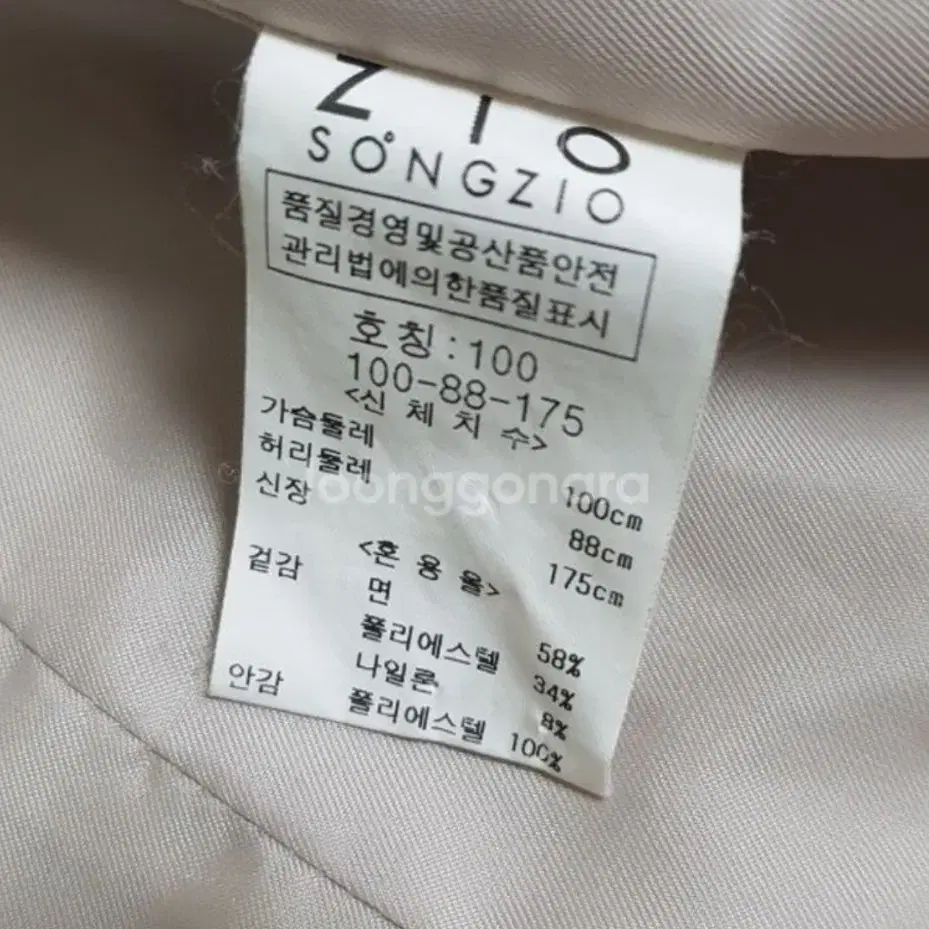 ZIO
SONGZIO
품질경영및공산품안전
관리법에의한품질표시
호칭:100
100-88-175
<신 체 치 수>
가슴둘레 100cm
허리둘레 88cm
신장 175cm
<혼 용 율>
겉감 면 58%
폴리에스텔 34%
나일론 8%
안감 폴리에스텔 100%
joonggonara